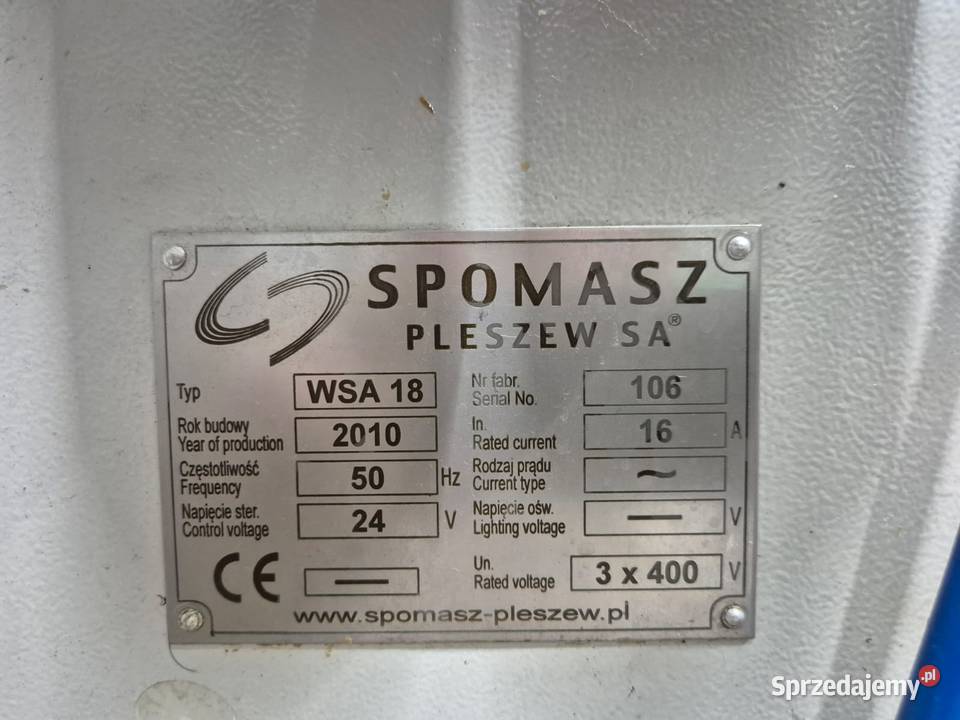 SPOMASZ
PLESZEW SA®
Typ WSA 18
Nr fabr. Serial No. 106
Rok budowy Year of production 2010
In. Rated current 16 A
Częstotliwość Frequency 50 Hz
Rodzaj prądu Current type ~
Napięcie ster. Control voltage 24 V
Napięcie ośw. Lighting voltage — V
CE —
Un. Rated voltage 3 x 400 V
www.spomasz-pleszew.pl
Sprzedajemy.pl